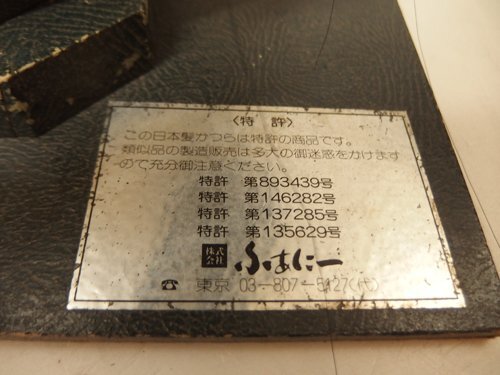 〈特許〉
この日本髪かつらは特許の商品です。
類似品の製造販売は多大の御迷惑をかけます
ので充分御注意ください。
特許 第893439号
特許 第146282号
特許 第137285号
特許 第135629号
株式会社 ふぁにー
☎ 東京 03-807-5127(代)